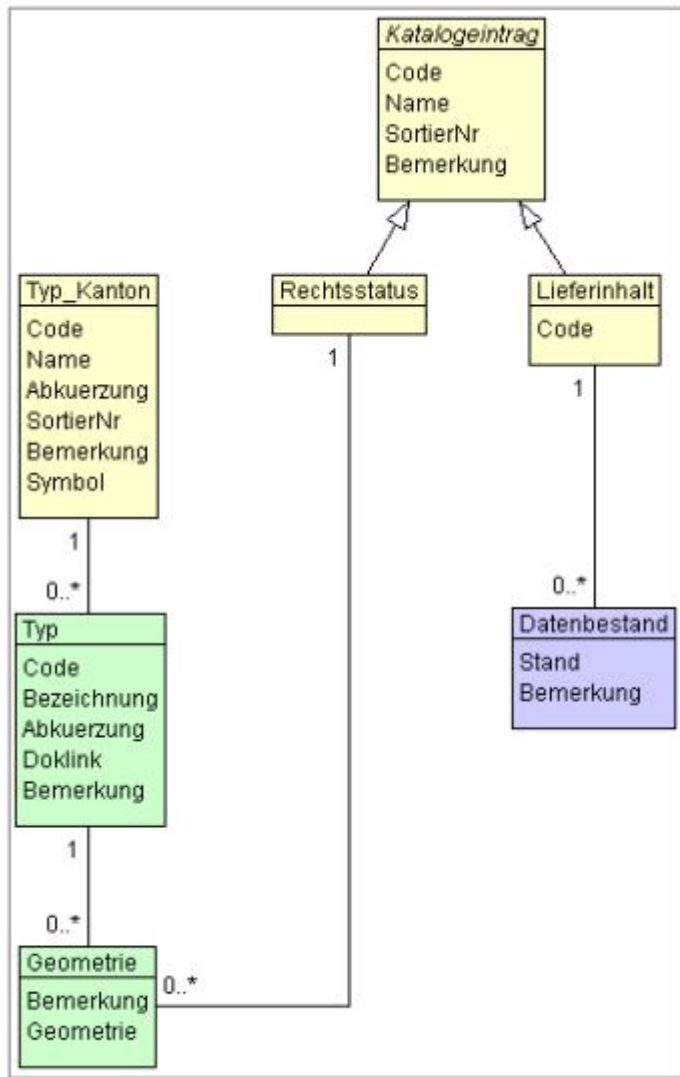 Katalogeintrag
Code
Name
SortierNr
Bemerkung
Typ_Kanton
Code
Name
Abkuerzung
SortierNr
Bemerkung
Symbol
Rechtsstatus
Lieferinhalt
Code
1
1
1
0..*
0..*
Typ
Code
Bezeichnung
Abkuerzung
Doklink
Bemerkung
Datenbestand
Stand
Bemerkung
1
0..*
Geometrie
Bemerkung
Geometrie
0..*